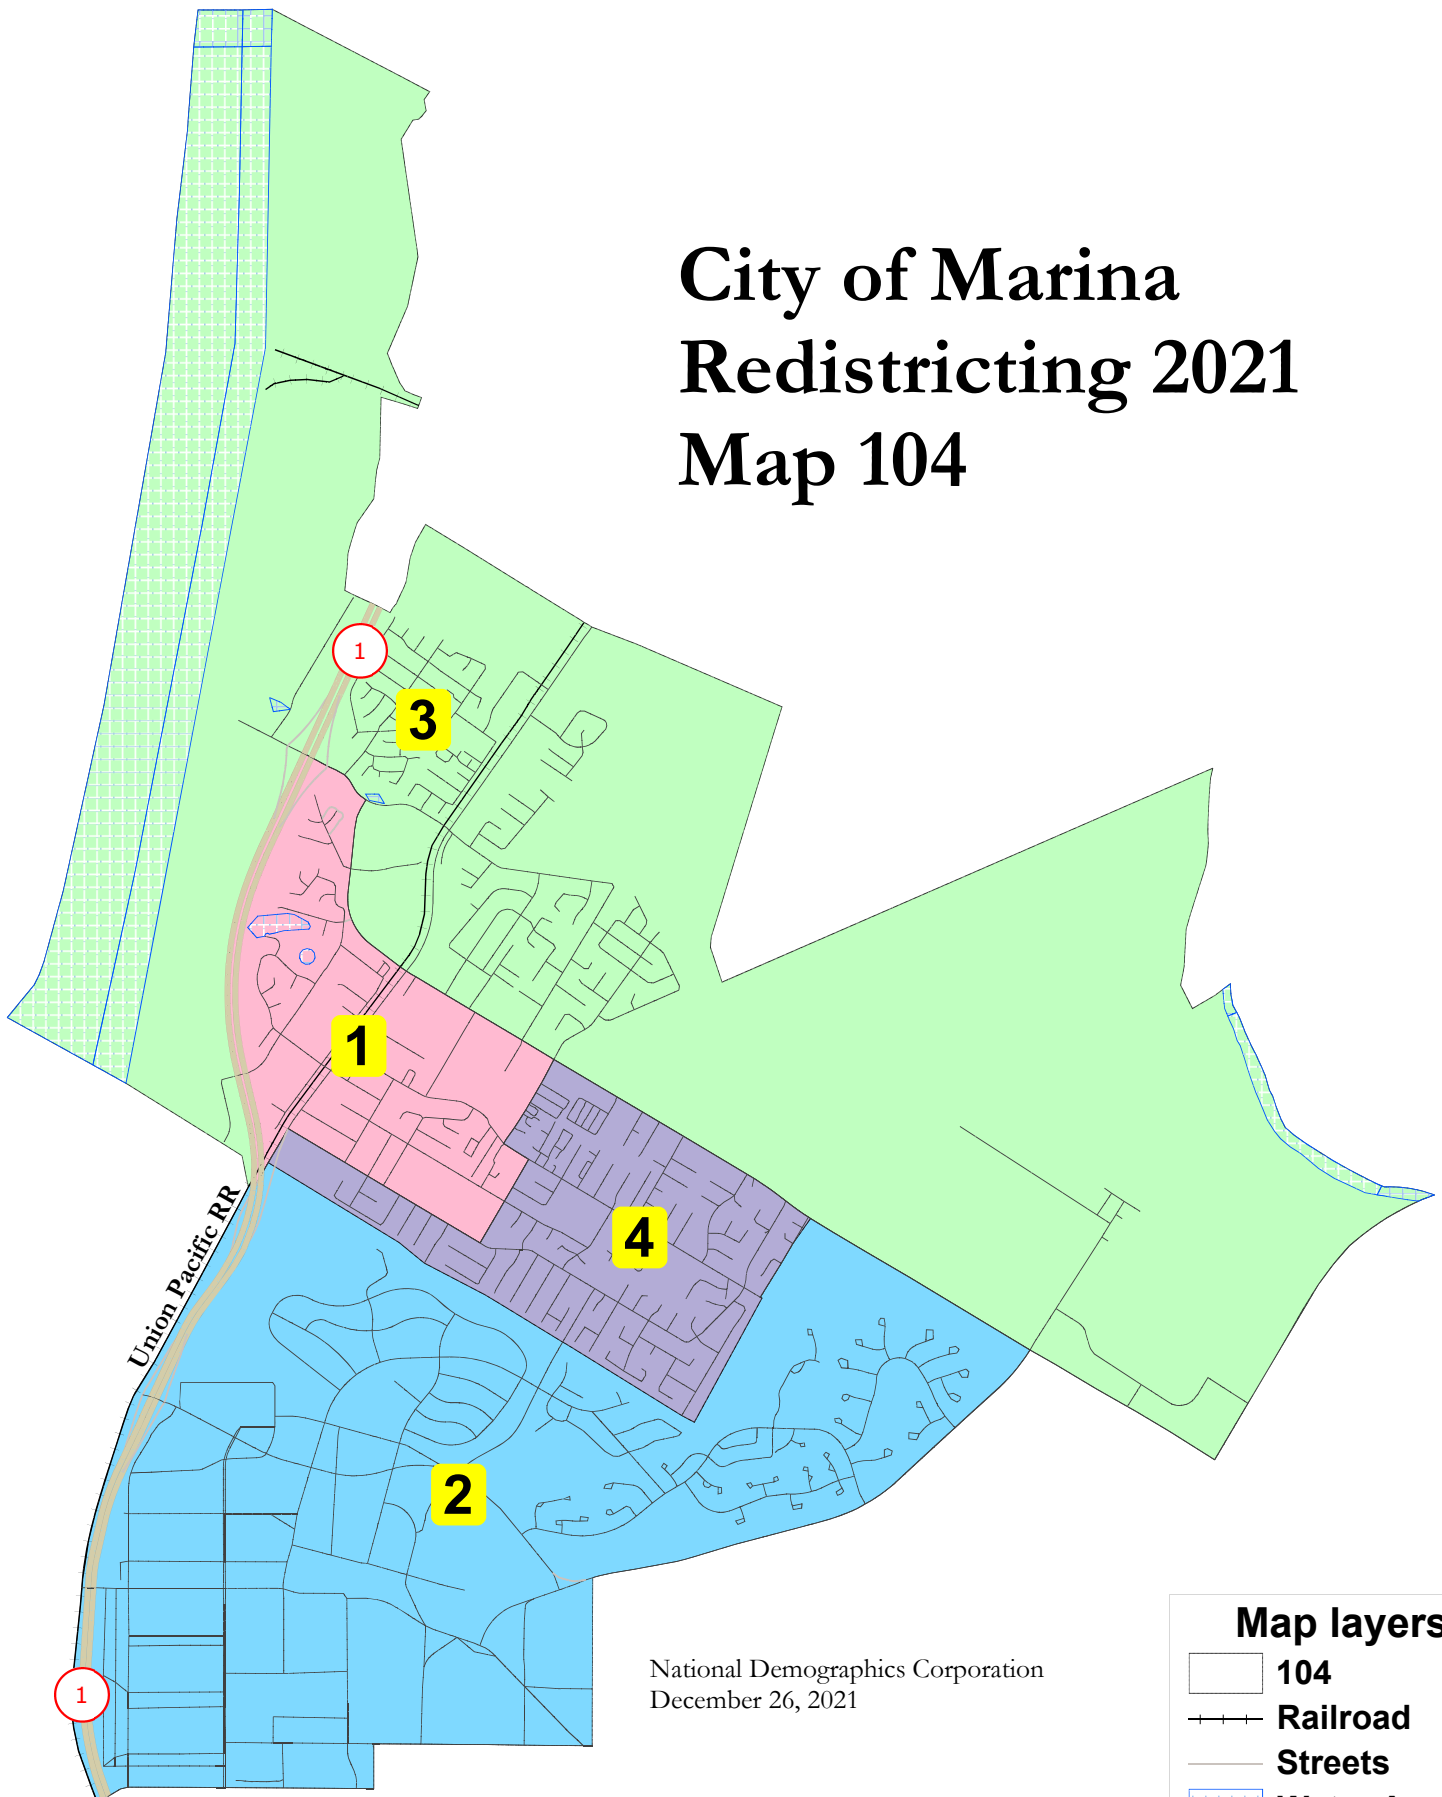 City of Marina
Redistricting 2021
Map 104
1
3
1
4
Union Pacific RR
2
1
National Demographics Corporation
December 26, 2021
Map layers
104
Railroad
Streets